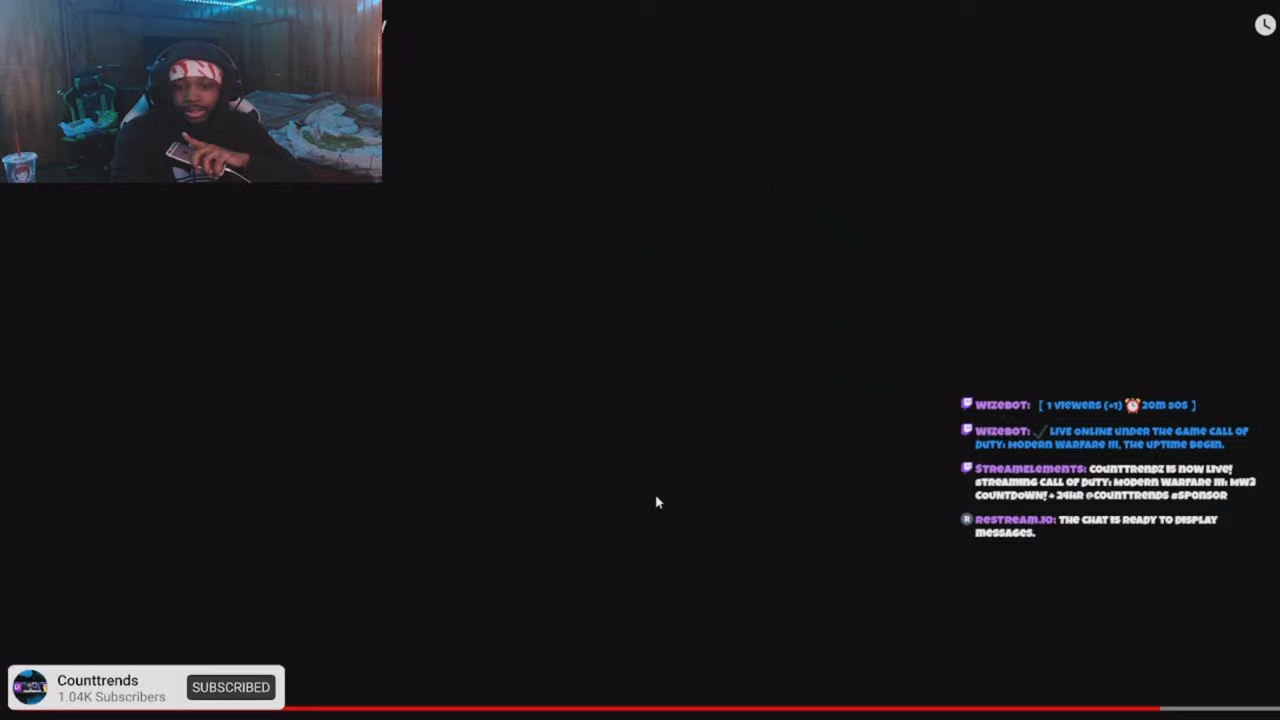 WIZEBOT: [ 1 VIEWERS (+1) ⏰ 20M 50S ]
WIZEBOT: ✓ LIVE ONLINE UNDER THE GAME CALL OF
DUTY: MODERN WARFARE III, THE UPTIME BEGIN.
STREAMELEMENTS: COUNTTRENDZ IS NOW LIVE!
STREAMING CALL OF DUTY: MODERN WARFARE III: MW3
COUNTDOWN! + 24HR @COUNTTRENDS #SPONSOR
RESTREAM.IO: THE CHAT IS READY TO DISPLAY
MESSAGES.
Counttrends
1.04K Subscribers
SUBSCRIBED